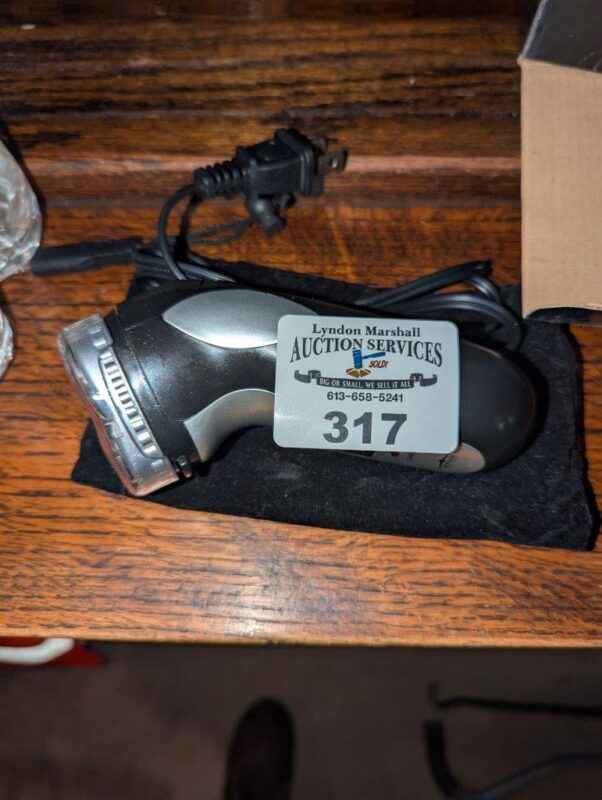 Lyndon Marshall
AUCTION SERVICES
SOLD!
BIG OR SMALL, WE SELL IT ALL
613-658-5241
317